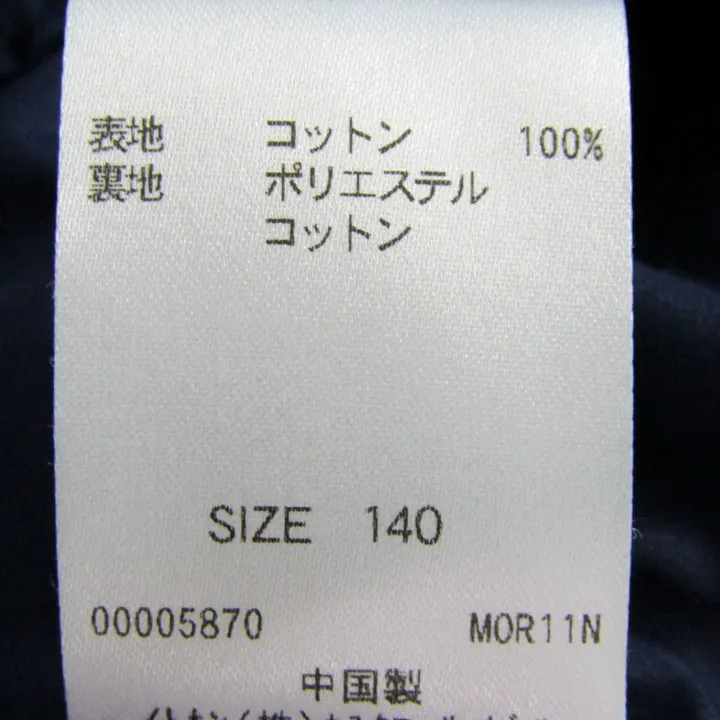 表地 コットン 100%
裏地 ポリエステル
コットン
SIZE 140
00005870 MOR11N
中国製